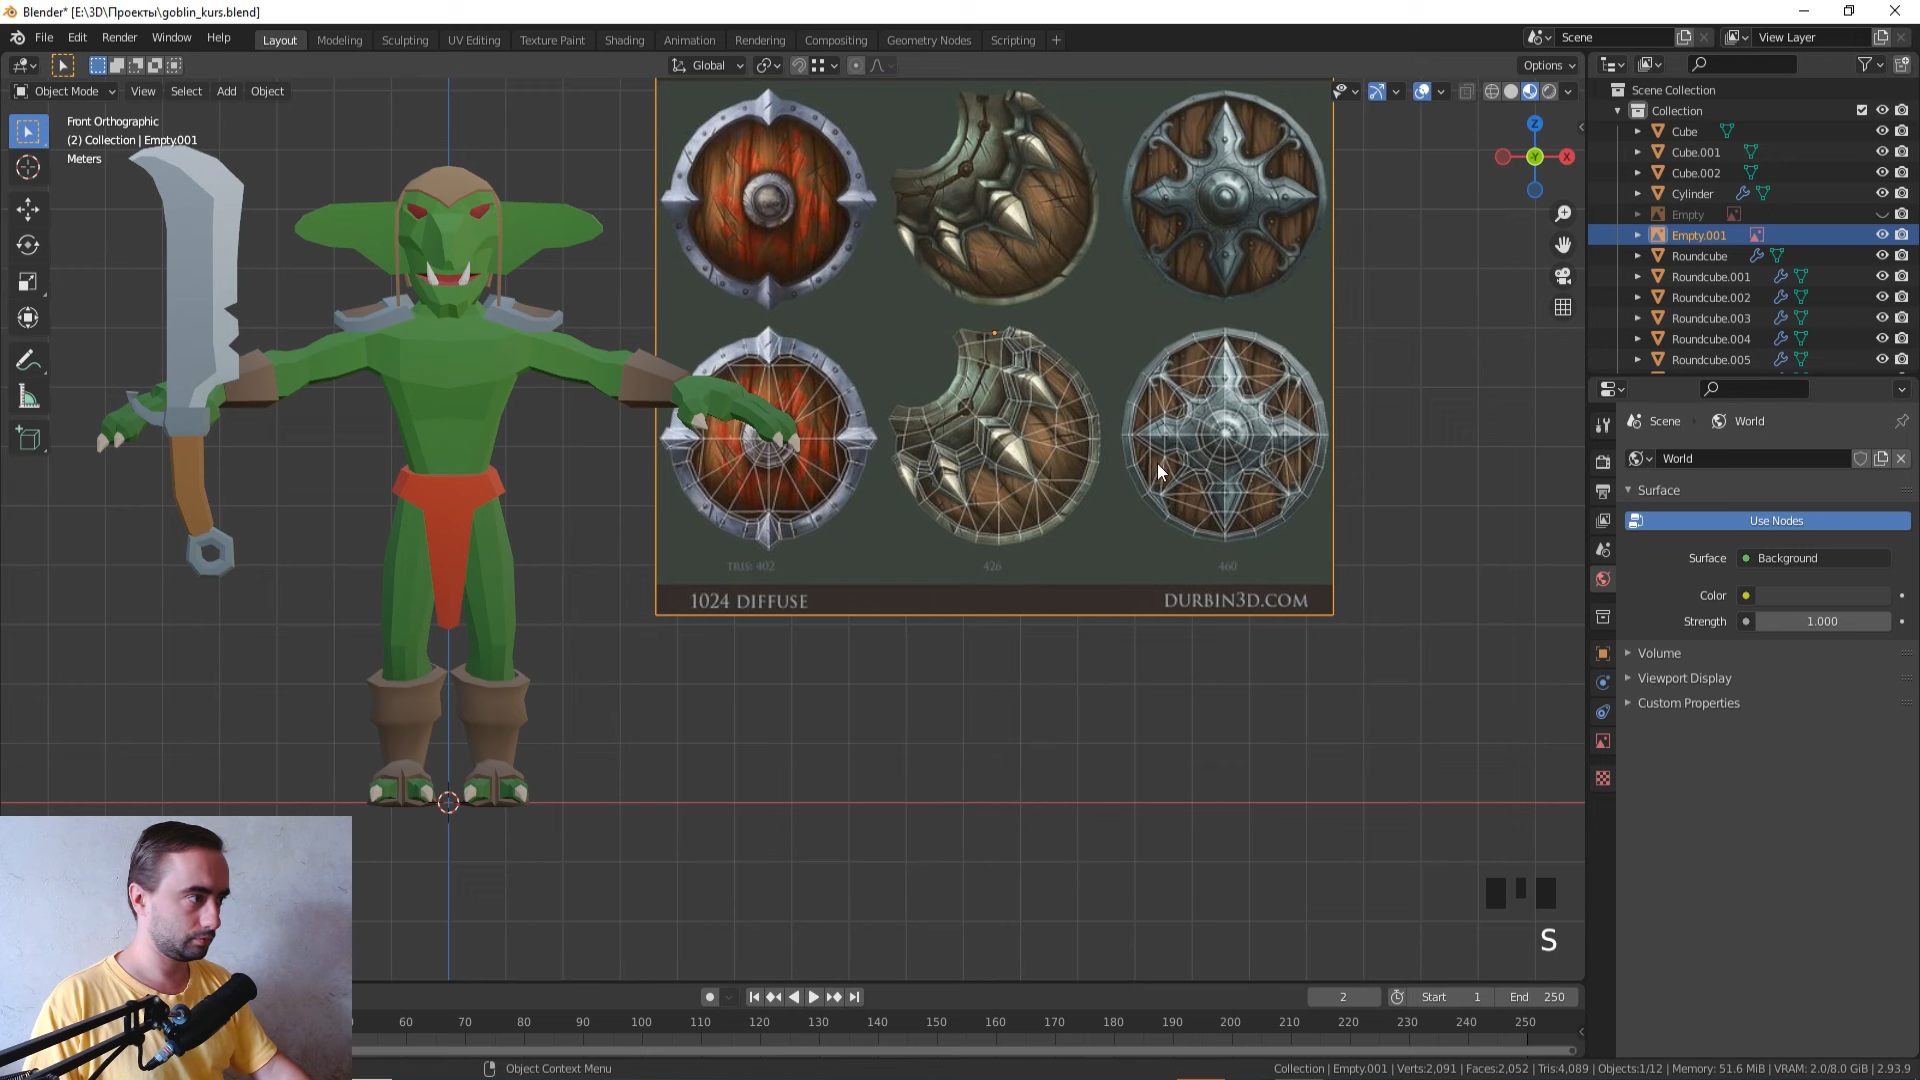 Blender* [E:\3D\Проекты\goblin_kurs.blend]
File Edit Render Window Help
Layout Modeling Sculpting UV Editing Texture Paint Shading Animation Rendering Compositing Geometry Nodes Scripting +
Scene
View Layer
Global
Options
Object Mode View Select Add Object
Front Orthographic
(2) Collection | Empty.001
Meters
Z
X
Y
Scene Collection
Collection
Cube
Cube.001
Cube.002
Cylinder
Empty
Empty.001
Roundcube
Roundcube.001
Roundcube.002
Roundcube.003
Roundcube.004
Roundcube.005
Scene World
World
Surface
Use Nodes
Surface Background
Color
Strength 1.000
Volume
Viewport Display
Custom Properties
TRIS: 402 426 460
1024 DIFFUSE DURBIN3D.COM
S
2 Start 1 End 250
60 70 80 90 100 110 120 130 140 150 160 170 180 190 200 210 220 230 240 250
Object Context Menu
Collection | Empty.001 | Verts:2,091 | Faces:2,052 | Tris:4,089 | Objects:1/12 | Memory: 51.6 MiB | VRAM: 2.0/8.0 GiB | 2.93.9